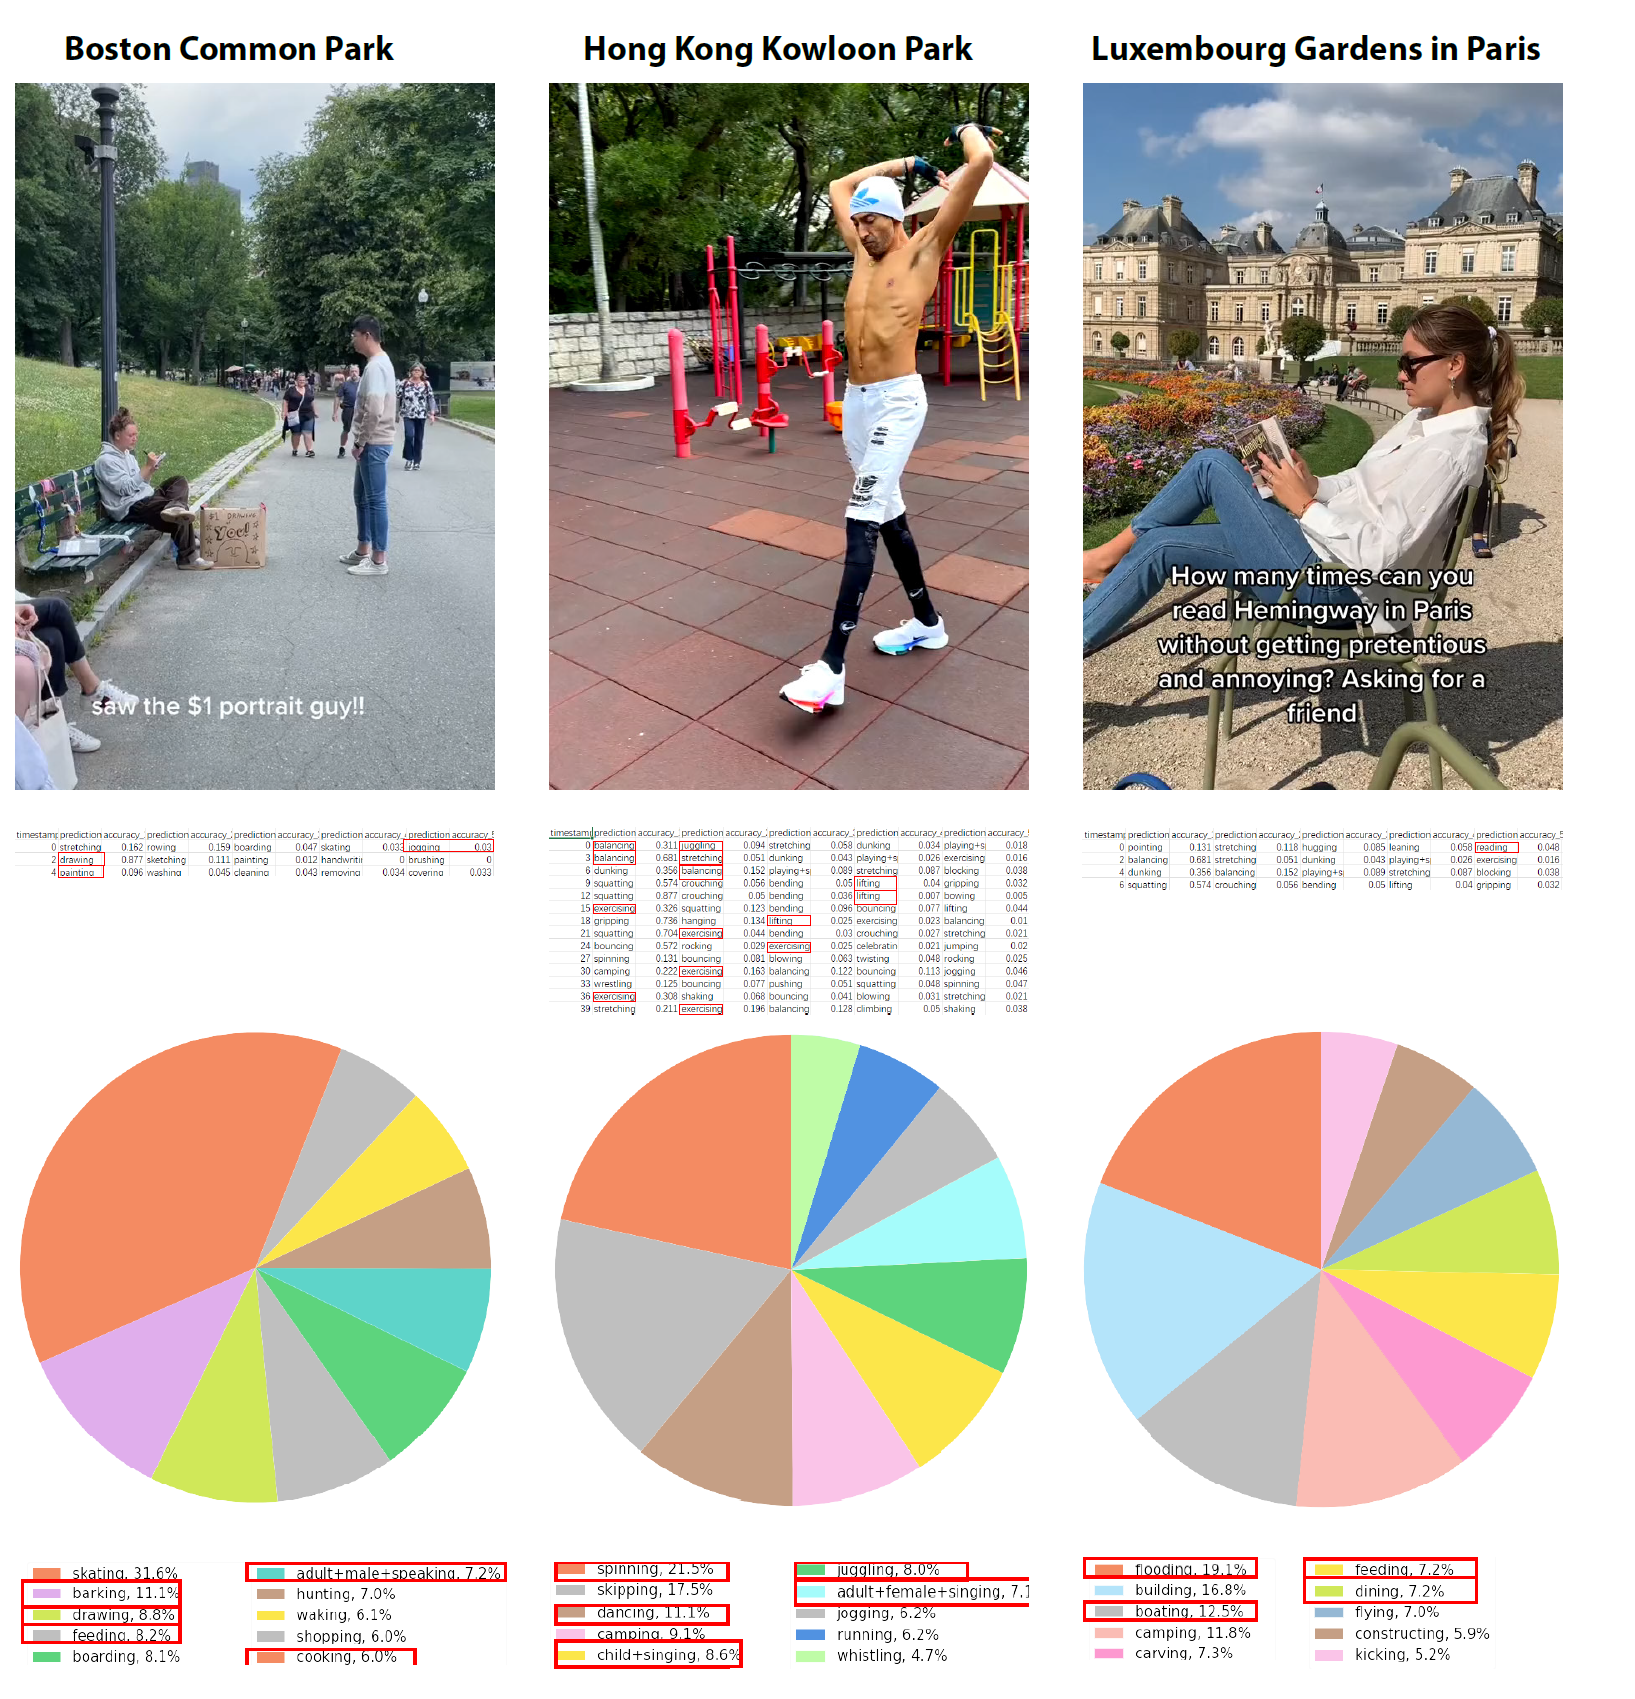 Boston Common Park
Hong Kong Kowloon Park
Luxembourg Gardens in Paris
$1 DRAWING
You!
saw the $1 portrait guy!!
How many times can you
read Hemingway in Paris
without getting pretentious
and annoying? Asking for a
friend
timestamp prediction accuracy_ prediction accuracy_ prediction accuracy_ prediction accuracy_ prediction accuracy_
0 stretching 0.162 rowing 0.159 boarding 0.047 skating 0.033 jogging 0.03
2 drawing 0.877 sketching 0.111 painting 0.012 handwritin 0 brushing 0
4 painting 0.096 washing 0.045 cleaning 0.043 removing 0.034 covering 0.033
timestamp prediction accuracy_ prediction accuracy_ prediction accuracy_ prediction accuracy_ prediction accuracy_
0 balancing 0.311 juggling 0.094 stretching 0.058 dunking 0.034 playing+s 0.018
3 balancing 0.681 stretching 0.051 dunking 0.043 playing+s 0.026 exercising 0.016
6 dunking 0.356 balancing 0.152 playing+s 0.089 stretching 0.087 blocking 0.038
9 squatting 0.574 crouching 0.056 bending 0.05 lifting 0.04 gripping 0.032
12 squatting 0.877 crouching 0.05 bending 0.036 lifting 0.007 bowing 0.005
15 exercising 0.326 squatting 0.123 bending 0.096 bouncing 0.077 lifting 0.044
18 gripping 0.736 hanging 0.134 lifting 0.025 exercising 0.023 balancing 0.01
21 squatting 0.704 exercising 0.044 bending 0.03 crouching 0.027 stretching 0.021
24 bouncing 0.572 rocking 0.029 exercising 0.025 celebratin 0.021 jumping 0.02
27 spinning 0.131 bouncing 0.081 blowing 0.063 twisting 0.048 rocking 0.025
30 camping 0.222 exercising 0.163 balancing 0.122 bouncing 0.113 jogging 0.046
33 wrestling 0.125 bouncing 0.077 pushing 0.051 squatting 0.048 spinning 0.047
36 exercising 0.308 shaking 0.068 bouncing 0.041 blowing 0.031 stretching 0.021
39 stretching 0.211 exercising 0.196 balancing 0.128 climbing 0.05 shaking 0.038
timestamp prediction accuracy_ prediction accuracy_ prediction accuracy_ prediction accuracy_ prediction accuracy_
0 pointing 0.131 stretching 0.118 hugging 0.085 leaning 0.058 reading 0.048
2 balancing 0.681 stretching 0.051 dunking 0.043 playing+s 0.026 exercising 0.016
4 dunking 0.356 balancing 0.152 playing+s 0.089 stretching 0.087 blocking 0.038
6 squatting 0.574 crouching 0.056 bending 0.05 lifting 0.04 gripping 0.032
skating, 31.6%
barking, 11.1%
drawing, 8.8%
feeding, 8.2%
boarding, 8.1%
adult+male+speaking, 7.2%
hunting, 7.0%
waking, 6.1%
shopping, 6.0%
cooking, 6.0%
spinning, 21.5%
skipping, 17.5%
dancing, 11.1%
camping, 9.1%
child+singing, 8.6%
juggling, 8.0%
adult+female+singing, 7.1
jogging, 6.2%
running, 6.2%
whistling, 4.7%
flooding, 19.1%
building, 16.8%
boating, 12.5%
camping, 11.8%
carving, 7.3%
feeding, 7.2%
dining, 7.2%
flying, 7.0%
constructing, 5.9%
kicking, 5.2%